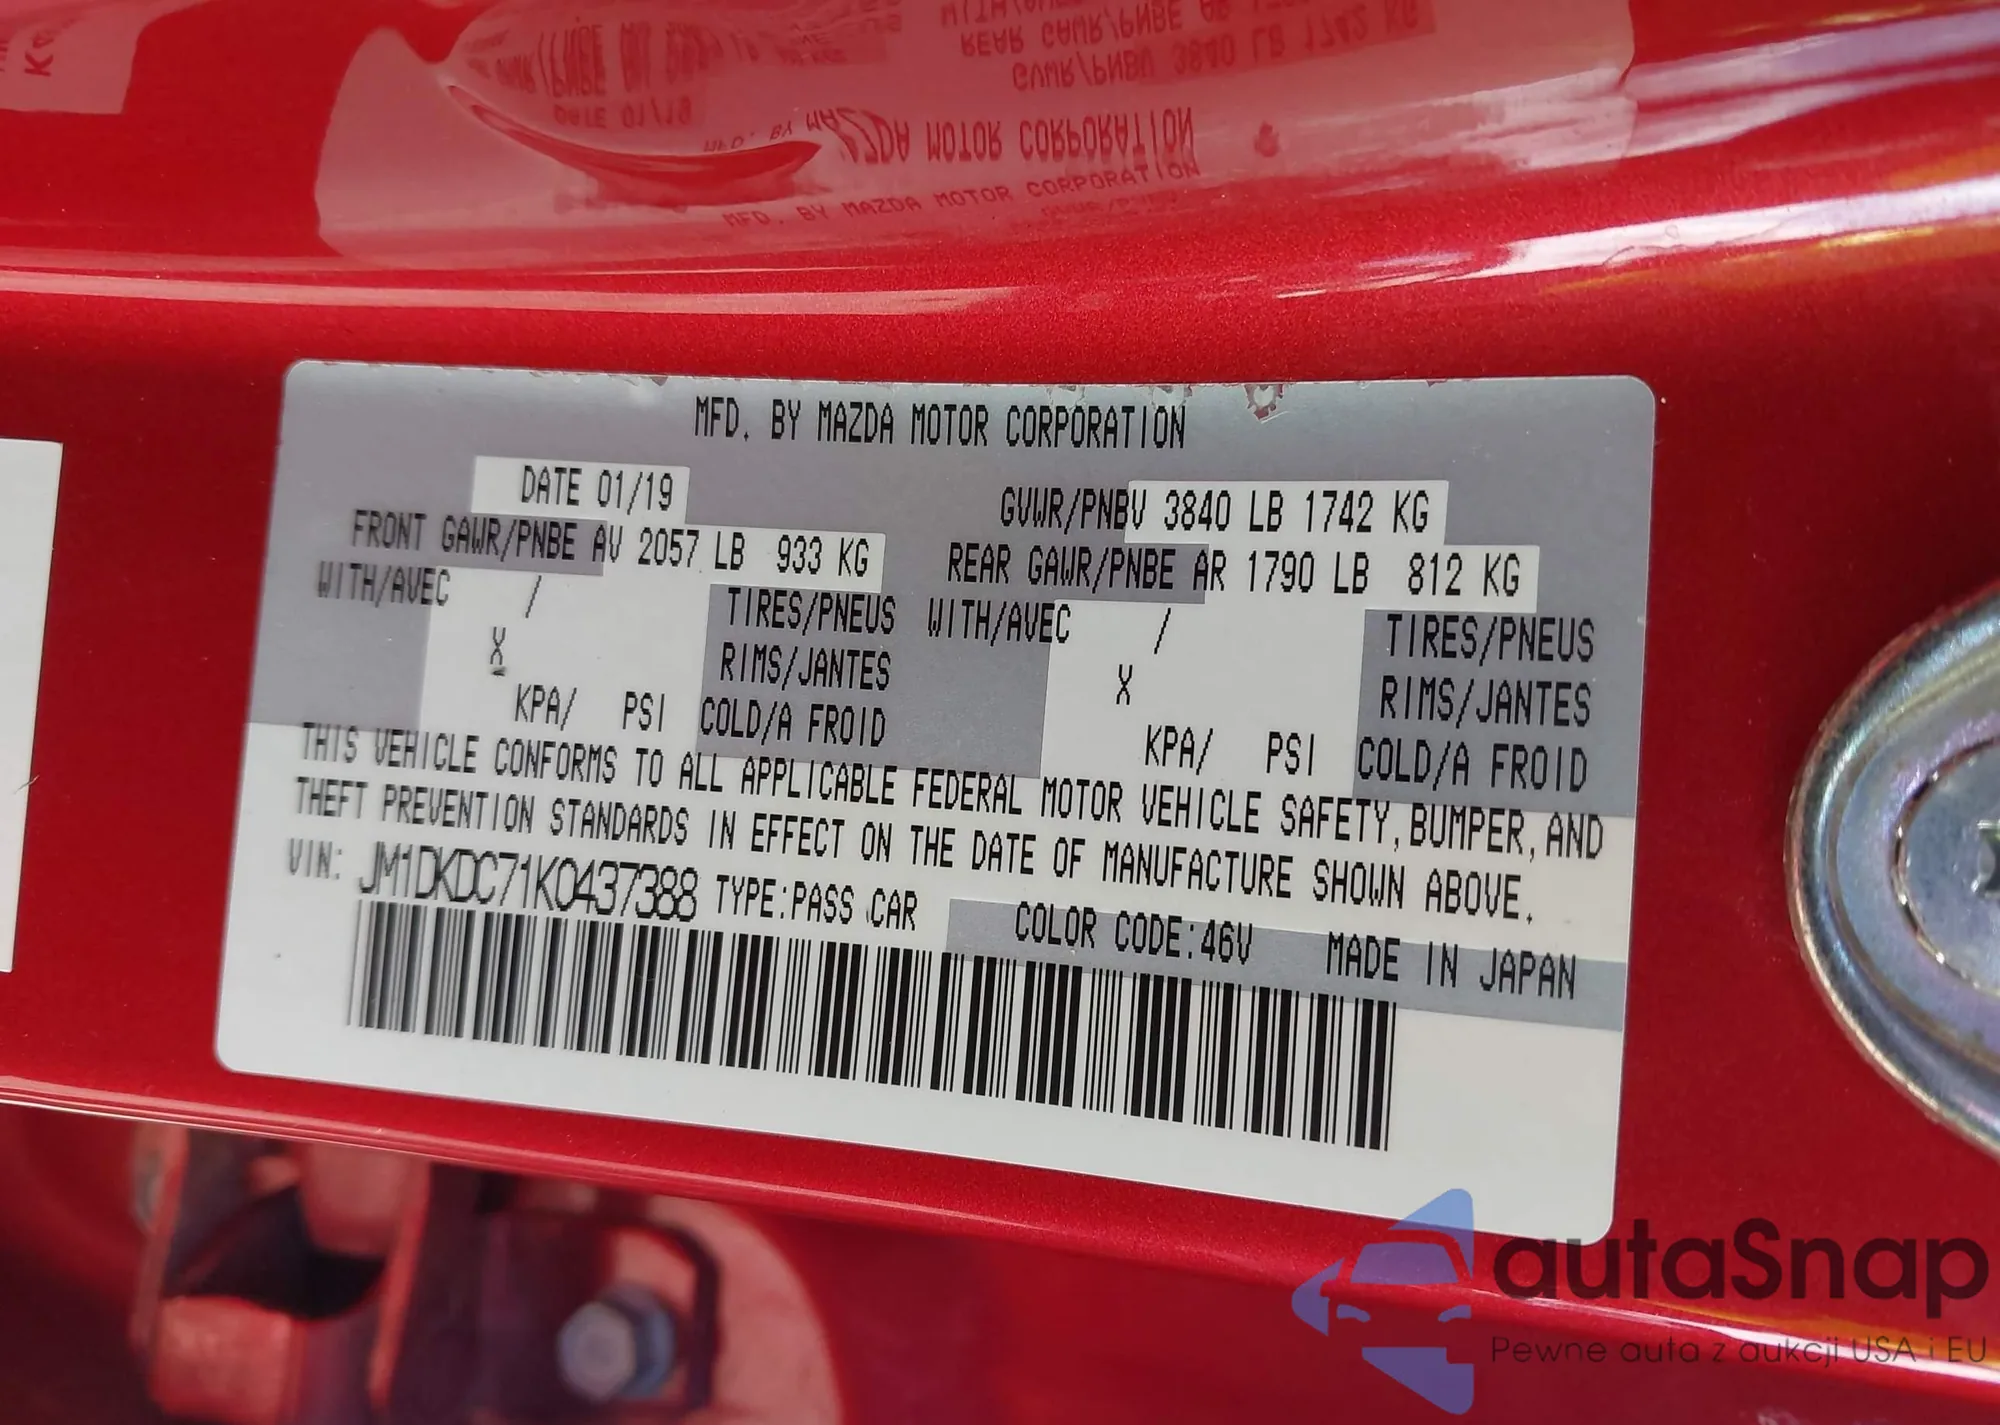 MFD. BY MAZDA MOTOR CORPORATION
DATE 01/19
GVWR/PNBV 3840 LB 1742 KG
FRONT GAWR/PNBE AV 2057 LB 933 KG
REAR GAWR/PNBE AR 1790 LB 812 KG
WITH/AVEC / TIRES/PNEUS
WITH/AVEC / TIRES/PNEUS
X RIMS/JANTES
X RIMS/JANTES
KPA/ PSI COLD/A FROID
KPA/ PSI COLD/A FROID
THIS VEHICLE CONFORMS TO ALL APPLICABLE FEDERAL MOTOR VEHICLE SAFETY, BUMPER, AND
THEFT PREVENTION STANDARDS IN EFFECT ON THE DATE OF MANUFACTURE SHOWN ABOVE.
VIN: JM1DKDC71K0437388 TYPE:PASS CAR COLOR CODE:46V MADE IN JAPAN
autaSnap
Pewne auta z aukcji USA i EU